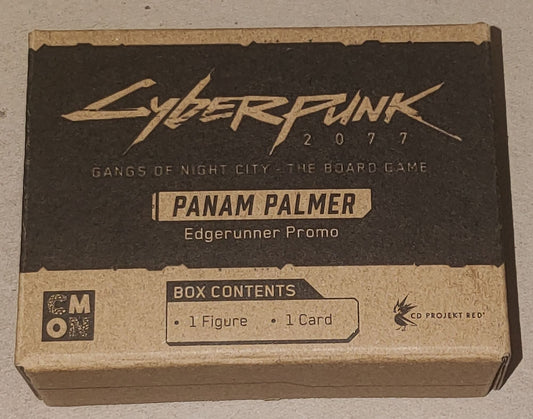 Cyberpunk
2077
GANGS OF NIGHT CITY - THE BOARD GAME
PANAM PALMER
Edgerunner Promo
CMON
BOX CONTENTS
• 1 Figure • 1 Card
CD PROJEKT RED®